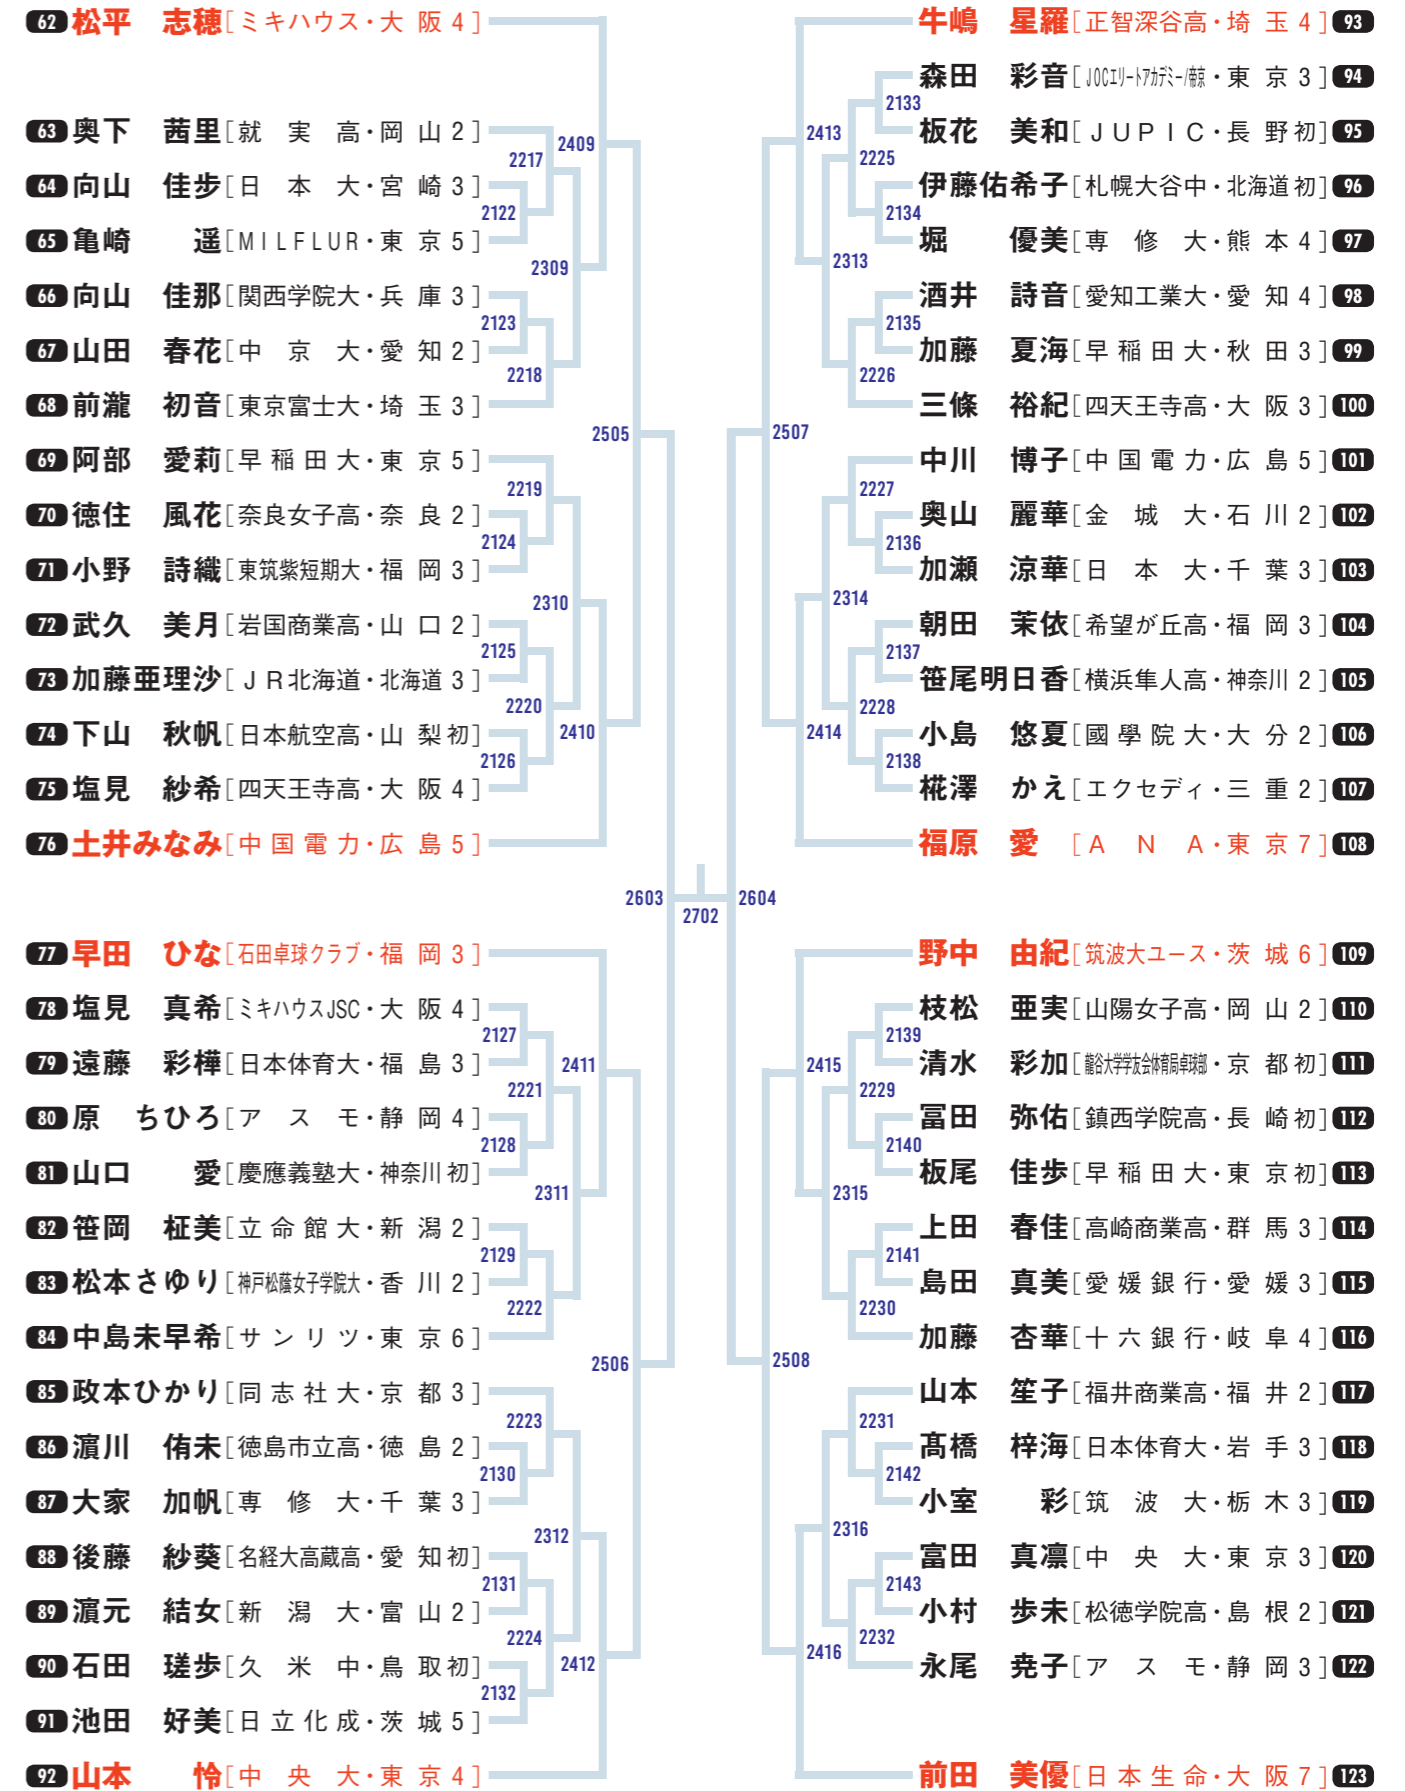 62 松平 志穂[ミキハウス・大阪4]
63 奥下 茜里[就実高・岡山2]
64 向山 佳歩[日本大・宮崎3]
65 亀崎 遥[MILFLUR・東京5]
66 向山 佳那[関西学院大・兵庫3]
67 山田 春花[中京大・愛知2]
68 前瀧 初音[東京富士大・埼玉3]
69 阿部 愛莉[早稲田大・東京5]
70 徳住 風花[奈良女子高・奈良2]
71 小野 詩織[東筑紫短期大・福岡3]
72 武久 美月[岩国商業高・山口2]
73 加藤亜理沙[JR北海道・北海道3]
74 下山 秋帆[日本航空高・山梨初]
75 塩見 紗希[四天王寺高・大阪4]
76 土井みなみ[中国電力・広島5]
77 早田 ひな[石田卓球クラブ・福岡3]
78 塩見 真希[ミキハウスJSC・大阪4]
79 遠藤 彩樺[日本体育大・福島3]
80 原 ちひろ[アスモ・静岡4]
81 山口 愛[慶應義塾大・神奈川初]
82 笹岡 柾美[立命館大・新潟2]
83 松本さゆり[神戸松蔭女子学院大・香川2]
84 中島未早希[サンリツ・東京6]
85 政本ひかり[同志社大・京都3]
86 濵川 侑未[徳島市立高・徳島2]
87 大家 加帆[専修大・千葉3]
88 後藤 紗葵[名経大高蔵高・愛知初]
89 濵元 結女[新潟大・富山2]
90 石田 瑳歩[久米中・鳥取初]
91 池田 好美[日立化成・茨城5]
92 山本 怜[中央大・東京4]
2409
2217
2122
2309
2123
2218
2505
2219
2124
2310
2125
2220
2410
2126
2603
2127
2411
2221
2128
2311
2129
2222
2506
2223
2130
2312
2131
2224
2412
2132
2702
2604
2133
2413
2225
2134
2313
2135
2226
2507
2227
2136
2314
2137
2228
2414
2138
2139
2415
2229
2140
2315
2141
2230
2508
2231
2142
2316
2143
2232
2416
牛嶋 星羅[正智深谷高・埼玉4] 93
森田 彩音[JOCエリートアカデミー/帝京・東京3] 94
板花 美和[JUPIC・長野初] 95
伊藤佑希子[札幌大谷中・北海道初] 96
堀 優美[専修大・熊本4] 97
酒井 詩音[愛知工業大・愛知4] 98
加藤 夏海[早稲田大・秋田3] 99
三條 裕紀[四天王寺高・大阪3] 100
中川 博子[中国電力・広島5] 101
奥山 麗華[金城大・石川2] 102
加瀬 涼華[日本大・千葉3] 103
朝田 茉依[希望が丘高・福岡3] 104
笹尾明日香[横浜隼人高・神奈川2] 105
小島 悠夏[國學院大・大分2] 106
椛澤 かえ[エクセディ・三重2] 107
福原 愛[ANA・東京7] 108
野中 由紀[筑波大ユース・茨城6] 109
枝松 亜実[山陽女子高・岡山2] 110
清水 彩加[龍谷大学学友会体育局卓球部・京都初] 111
冨田 弥佑[鎮西学院高・長崎初] 112
板尾 佳歩[早稲田大・東京初] 113
上田 春佳[高崎商業高・群馬3] 114
島田 真美[愛媛銀行・愛媛3] 115
加藤 杏華[十六銀行・岐阜4] 116
山本 笙子[福井商業高・福井2] 117
髙橋 梓海[日本体育大・岩手3] 118
小室 彩[筑波大・栃木3] 119
富田 真凛[中央大・東京3] 120
小村 歩未[松徳学院高・島根2] 121
永尾 尭子[アスモ・静岡3] 122
前田 美優[日本生命・大阪7] 123